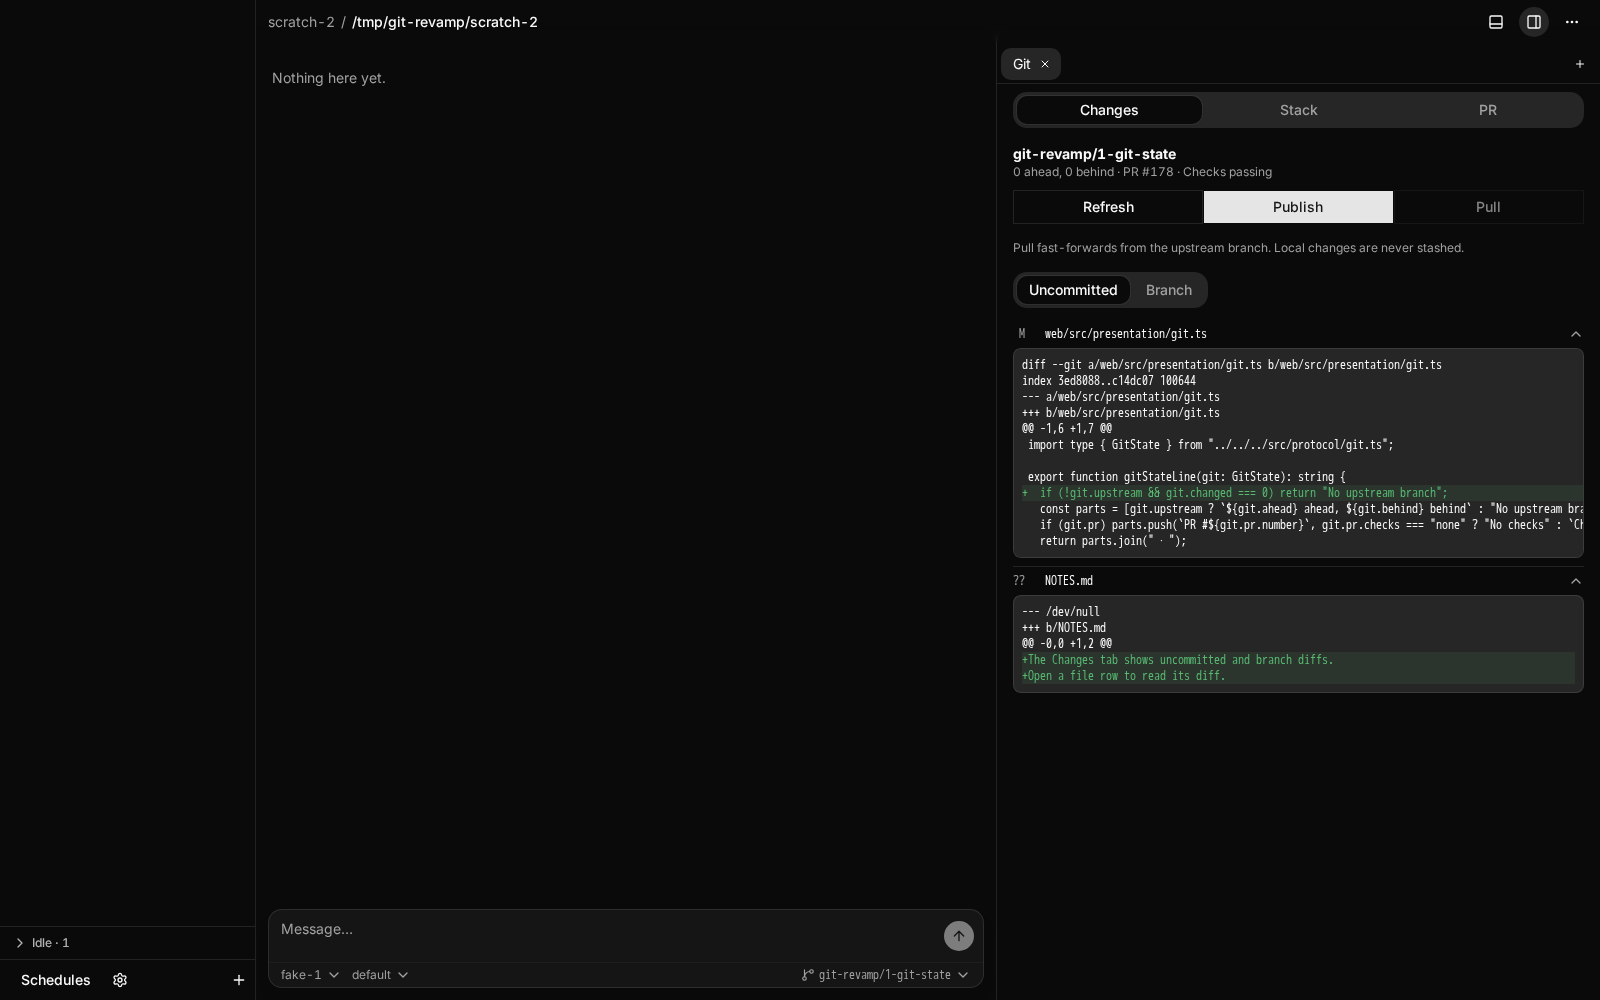 scratch-2 / /tmp/git-revamp/scratch-2
Nothing here yet.
Git
Changes Stack PR
git-revamp/1-git-state
0 ahead, 0 behind · PR #178 · Checks passing
Refresh Publish Pull
Pull fast-forwards from the upstream branch. Local changes are never stashed.
Uncommitted Branch
M web/src/presentation/git.ts
diff --git a/web/src/presentation/git.ts b/web/src/presentation/git.ts
index 3ed8088..c14dc07 100644
--- a/web/src/presentation/git.ts
+++ b/web/src/presentation/git.ts
@@ -1,6 +1,7 @@
 import type { GitState } from "../../../src/protocol/git.ts";
 export function gitStateLine(git: GitState): string {
+  if (!git.upstream && git.changed === 0) return "No upstream branch";
   const parts = [git.upstream ? `${git.ahead} ahead, ${git.behind} behind` : "No upstream bra
   if (git.pr) parts.push(`PR #${git.pr.number}`, git.pr.checks === "none" ? "No checks" : `Ch
   return parts.join(" · ");
?? NOTES.md
--- /dev/null
+++ b/NOTES.md
@@ -0,0 +1,2 @@
+The Changes tab shows uncommitted and branch diffs.
+Open a file row to read its diff.
Message...
fake-1 default git-revamp/1-git-state
Idle · 1
Schedules